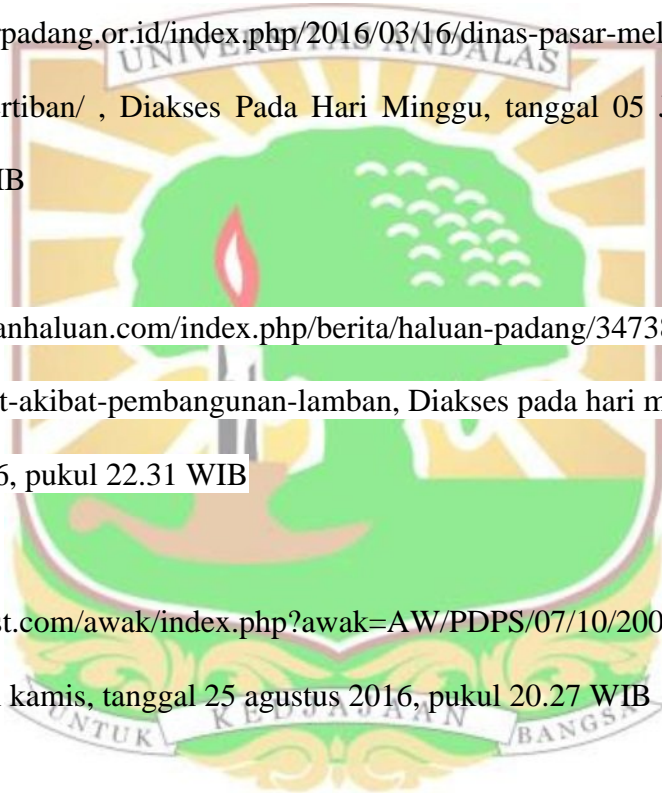 rpadang.or.id/index.php/2016/03/16/dinas-pasar-mel
UNIVERSITAS ANDALAS
ertiban/ , Diakses Pada Hari Minggu, tanggal 05
IB
anhaluan.com/index.php/berita/haluan-padang/34738
t-akibat-pembangunan-lamban, Diakses pada hari m
6, pukul 22.31 WIB
st.com/awak/index.php?awak=AW/PDPS/07/10/200
kamis, tanggal 25 agustus 2016, pukul 20.27 WIB
UNTUK KEDJAJAAN BANGSA